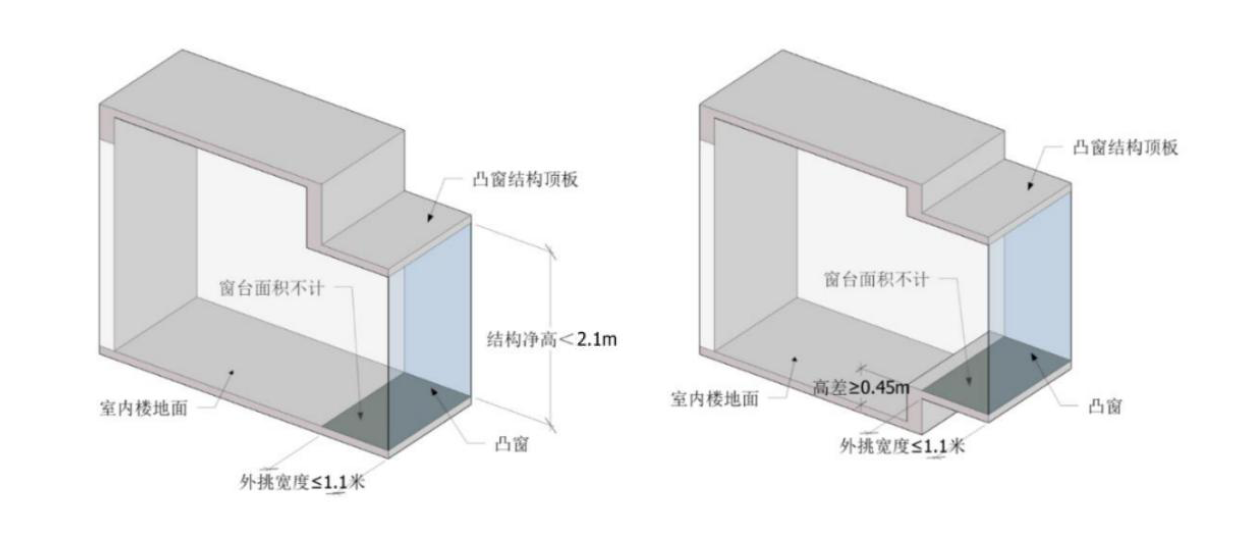 凸窗结构顶板
窗台面积不计
结构净高＜2.1m
室内楼地面
凸窗
外挑宽度≤1.1米
凸窗结构顶板
窗台面积不计
高差≥0.45m
室内楼地面
凸窗
外挑宽度≤1.1米